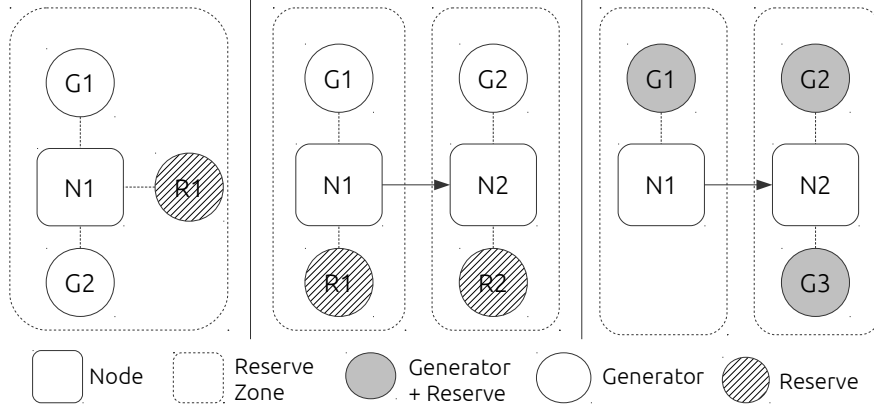 G1
N1
R1
G2
G1
G2
N1
N2
R1
R2
G1
G2
N1
N2
G3
Node
Reserve
Zone
Generator
+ Reserve
Generator
Reserve